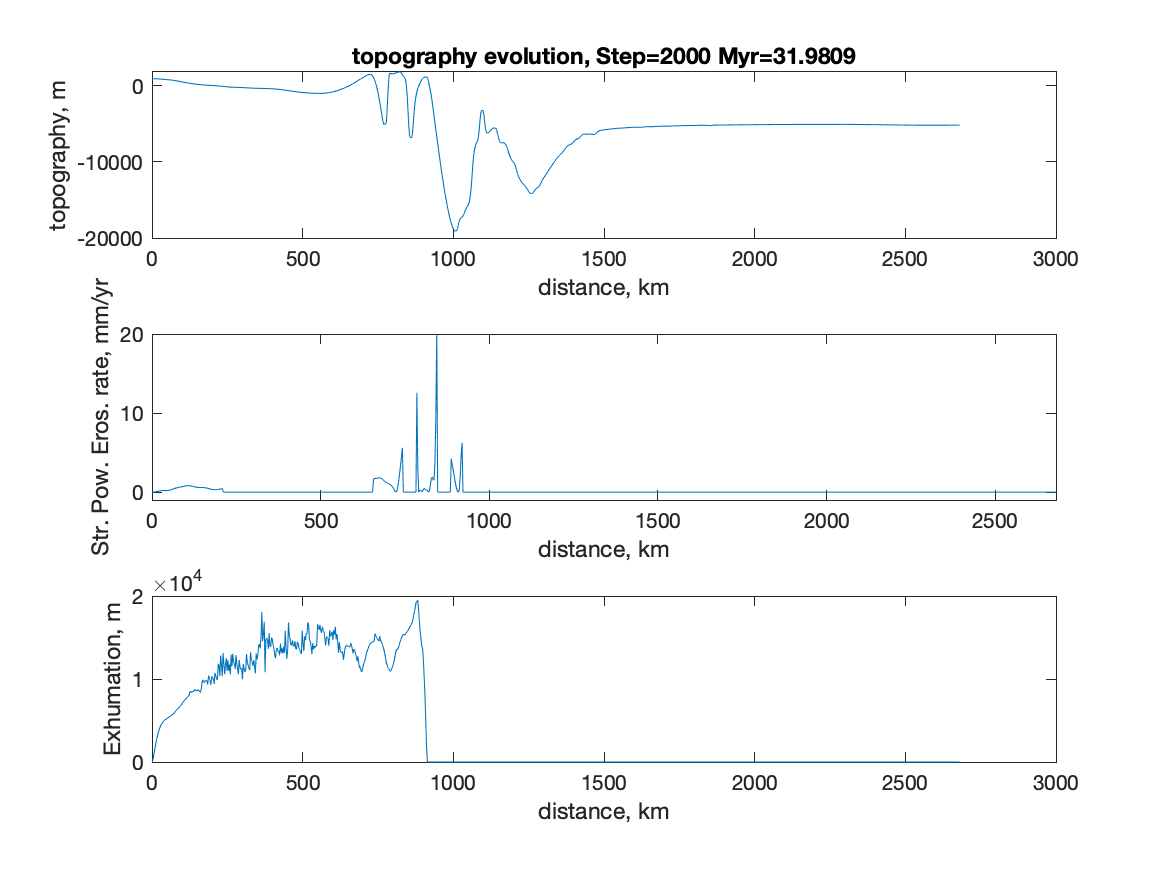 topography evolution, Step=2000 Myr=31.9809
topography, m
0
-10000
-20000
0 500 1000 1500 2000 2500 3000
distance, km
Str. Pow. Eros. rate, mm/yr
20
10
0
0 500 1000 1500 2000 2500
distance, km
×10⁴
Exhumation, m
2
1
0
0 500 1000 1500 2000 2500 3000
distance, km